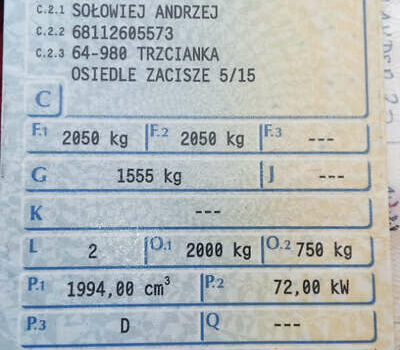 C.2.1 SOŁOWIEJ ANDRZEJ
C.2.2 68112605573
C.2.3 64-980 TRZCIANKA
OSIEDLE ZACISZE 5/15
C
F.1 2050 kg F.2 2050 kg F.3 ---
G 1555 kg J ---
K ---
L 2 O.1 2000 kg O.2 750 kg
P.1 1994,00 cm³ P.2 72,00 kW
P.3 D Q ---